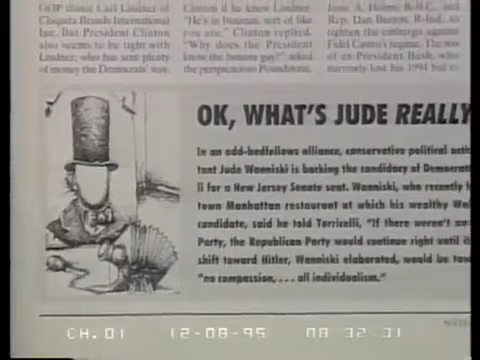 GOP donor Carl Lindner of
Chiquita Brands International
Inc. But President Clinton
also seems to be tight with
Lindner, who has sent plenty
of money the Democrats' way.
Clinton if he knew Lindner.
"He's in bananas, sort of like
you are," Clinton replied.
"Why does the President
know the banana guy?" asked
the perspicacious Poundstone.
Jesse A. Helms, R-N.C., and
Rep. Dan Burton, R-Ind., to
tighten the embargo against
Fidel Castro's regime. The son
of ex-President Bush, who
narrowly lost his 1994 bid to
OK, WHAT'S JUDE REALLY
In an odd-bedfellows alliance, conservative political
tant Jude Wanniski is backing the candidacy of Democrat
li for a New Jersey Senate seat. Wanniski, who recently
town Manhattan restaurant at which his wealthy
candidate, said he told Torricelli, "If there weren't
Party, the Republican Party would continue right until
shift toward Hitler, Wanniski elaborated, would be
"no compassion, . . . all individualism."
CH.01 12-08-95 08 32 31